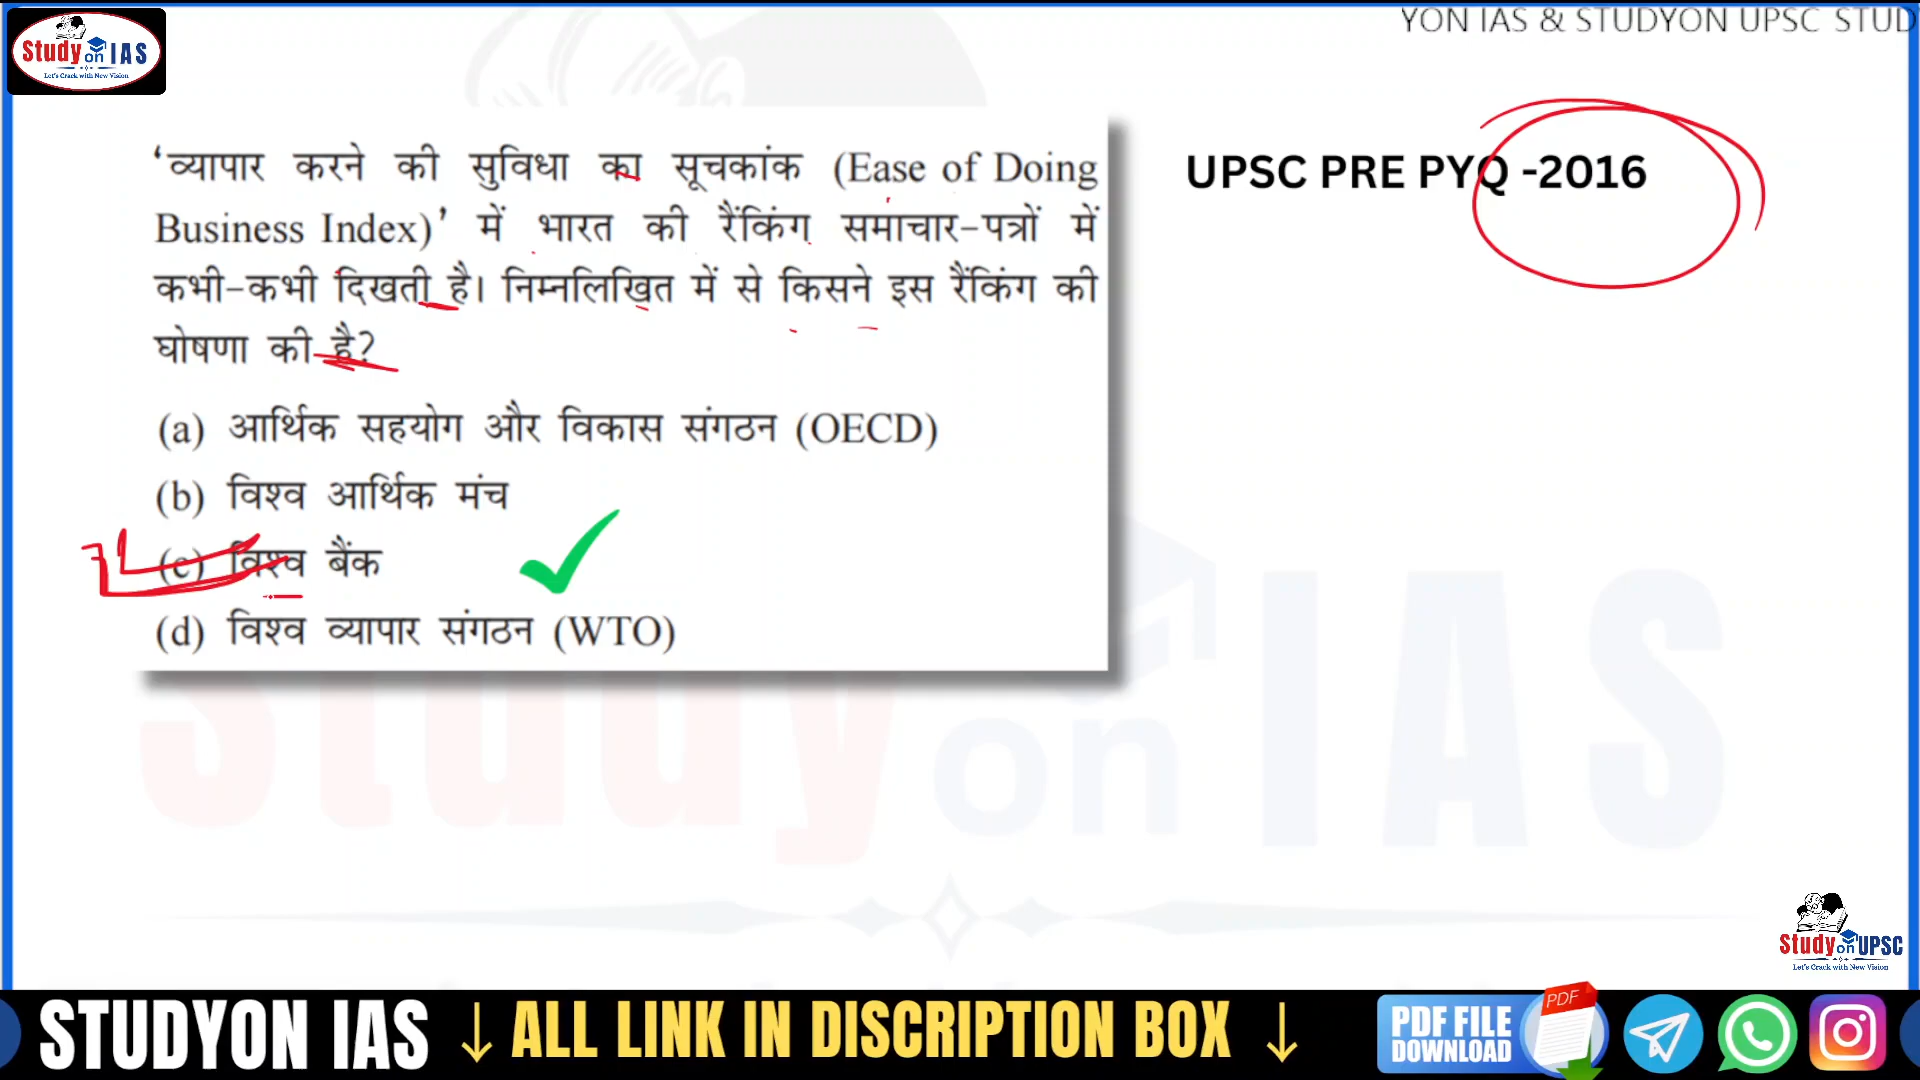 YON IAS & STUDYON UPSC STUD
Study on IAS
Let's Crack with New Vision
'व्यापार करने की सुविधा का सूचकांक (Ease of Doing
Business Index)' में भारत की रैंकिंग समाचार-पत्रों में
कभी-कभी दिखती है। निम्नलिखित में से किसने इस रैंकिंग की
घोषणा की है?
(a) आर्थिक सहयोग और विकास संगठन (OECD)
(b) विश्व आर्थिक मंच
(c) विश्व बैंक
(d) विश्व व्यापार संगठन (WTO)
UPSC PRE PYQ -2016
Study on IAS
Study on UPSC
Let's Crack with New Vision
STUDYON IAS ↓ ALL LINK IN DISCRIPTION BOX ↓
PDF FILE
DOWNLOAD
PDF